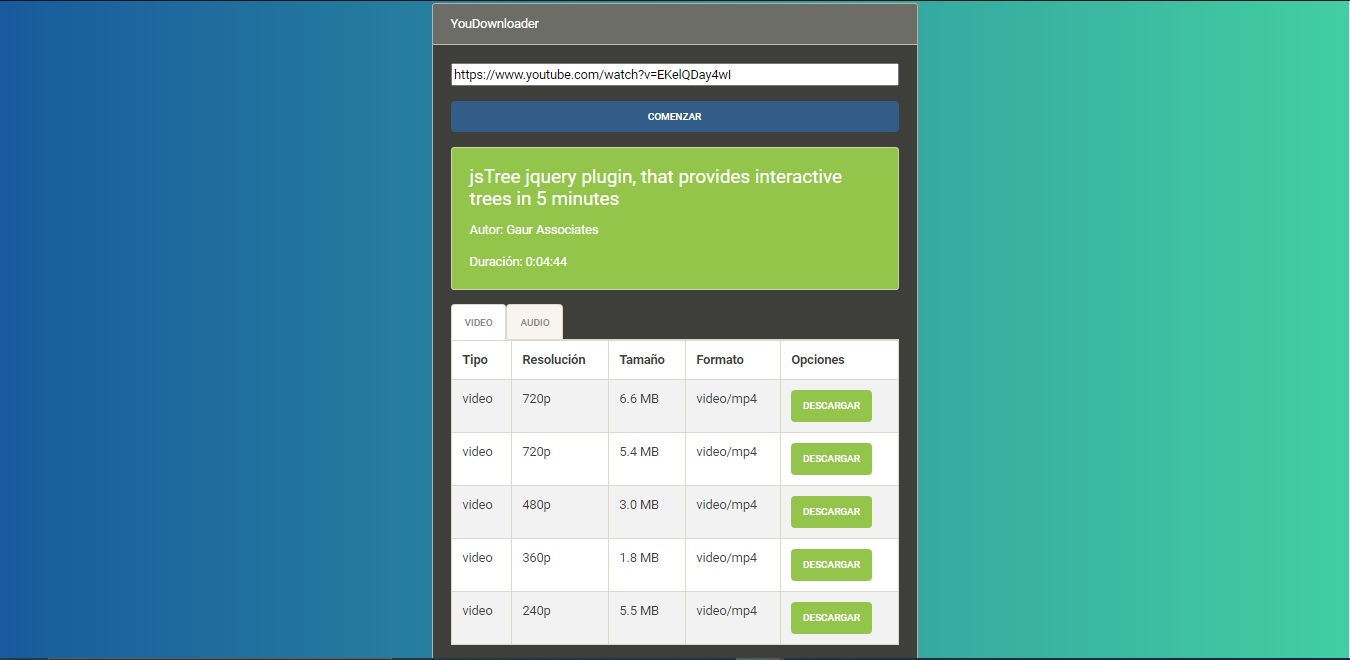 YouDownloader
https://www.youtube.com/watch?v=EKelQDay4wI
COMENZAR
jsTree jquery plugin, that provides interactive
trees in 5 minutes
Autor: Gaur Associates
Duración: 0:04:44
VIDEO AUDIO
Tipo Resolución Tamaño Formato Opciones
video 720p 6.6 MB video/mp4 DESCARGAR
video 720p 5.4 MB video/mp4 DESCARGAR
video 480p 3.0 MB video/mp4 DESCARGAR
video 360p 1.8 MB video/mp4 DESCARGAR
video 240p 5.5 MB video/mp4 DESCARGAR